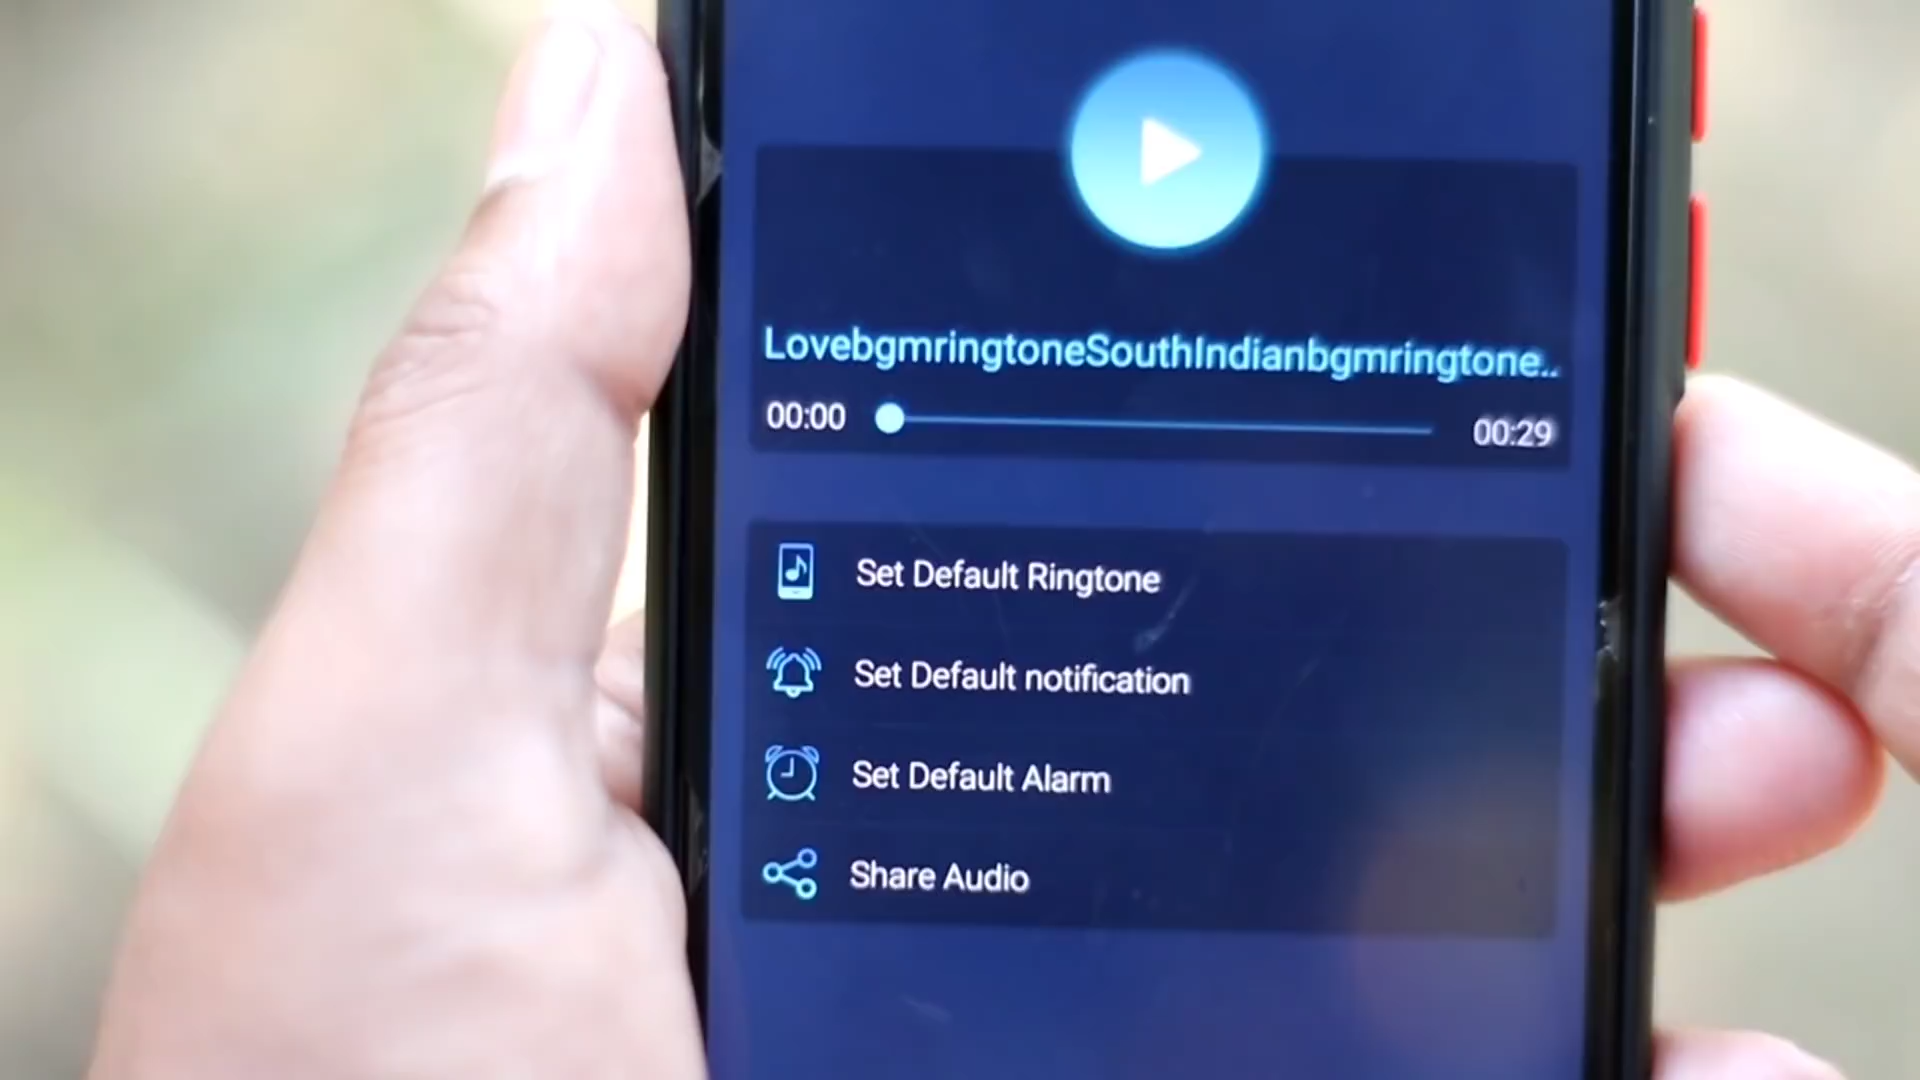 LovebgmringtoneSouthIndianbgmringtone..
00:00 00:29
Set Default Ringtone
Set Default notification
Set Default Alarm
Share Audio